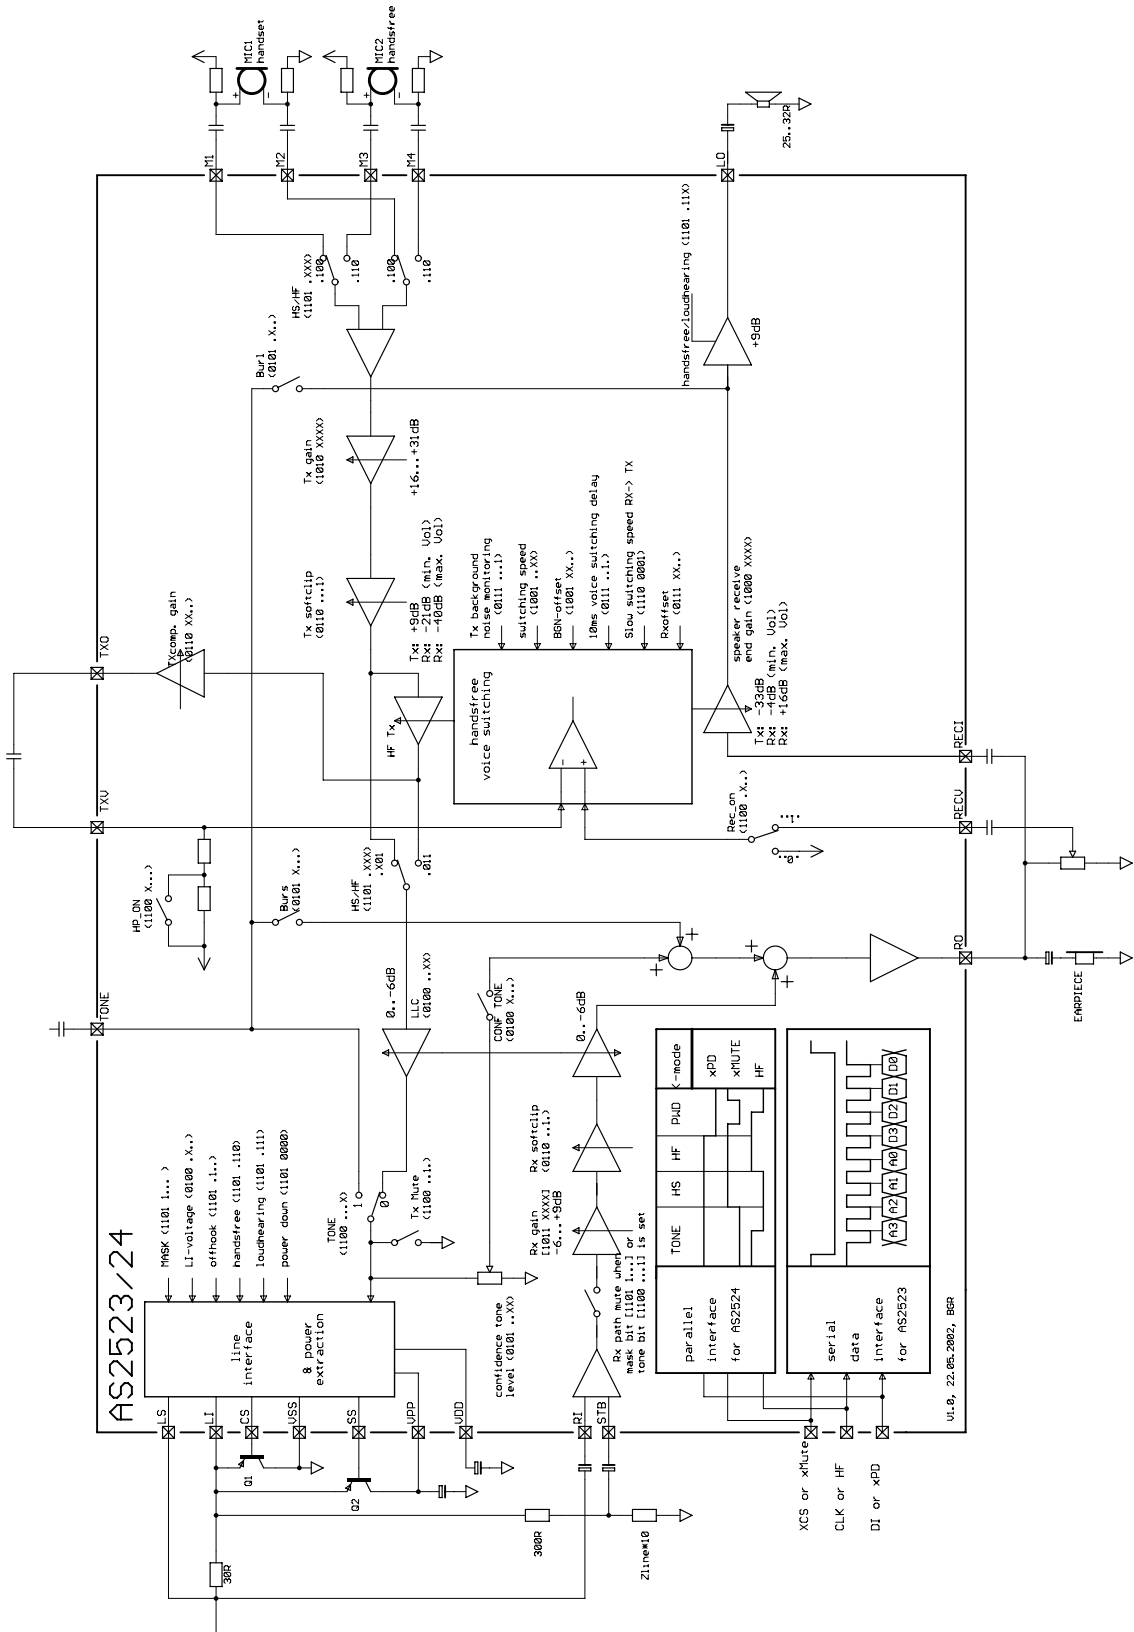 AS2523/24
LS
LI
CS
VSS
SS
VPP
VDD
RI
STB
30R
Q1
Q2
300R
Zline*10
line
interface
& power
extraction
MASK (1101 1... )
LI-voltage (0100 .X..)
offhook (1101 .1..)
handsfree (1101 .110)
loudhearing (1101 .111)
power down (1101 0000)
TONE
(1100 ...X)
1
0
Tx Mute
(1100 ..1.)
confidence tone
level (0101 ..XX)
Rx path mute when
mask bit [1101 1...] or
tone bit [1100 ...1] is set
Rx gain
[1011 XXXX]
-6...+9dB
Rx softclip
(0110 ..1.)
0..-6dB
LLC
(0100 ..XX)
0..-6dB
CONF TONE
(0100 X...)
TONE
HP_ON
(1100 X...)
Burs
(0101 X...)
HS/HF
(1101 .XXX)
.X01
.011
TXV
TXO
TXcomp. gain
(0110 XX..)
HF Tx
Tx: +9dB
Rx: -21dB (min. Vol)
Rx: -40dB (max. Vol)
Tx softclip
(0110 ...1)
Tx gain
(1010 XXXX)
+16...+31dB
Burl
(0101 .X..)
HS/HF
(1101 .XXX)
.100
.110
.100
.110
M1
M2
M3
M4
+
-
MIC1
handset
+
-
MIC2
handsfree
handsfree
voice switching
-
+
Tx background
noise monitoring
(0111 ...1)
switching speed
(1001 ..XX)
BGN-offset
(1001 XX..)
10ms voice switching delay
(0111 ..1.)
Slow switching speed RX-> TX
(1110 0001)
Rxoffset
(0111 XX..)
speaker receive
end gain (1000 XXXX)
Tx: -33dB
Rx: -4dB (min. Vol)
Rx: +16dB (max. Vol)
handsfree/loudhearing (1101 .11X)
+9dB
LO
25..32R
Rec_on
(1100 .X..)
.0..
.1..
RECI
RECV
RO
EARPIECE
+
+
+
+
parallel
interface
for AS2524
TONE
HS
HF
PWD
<-mode
xPD
xMUTE
HF
serial
data
interface
for AS2523
A3
A2
A1
A0
D3
D2
D1
D0
XCS or xMute
CLK or HF
DI or xPD
V1.0, 22.05.2002, BGR